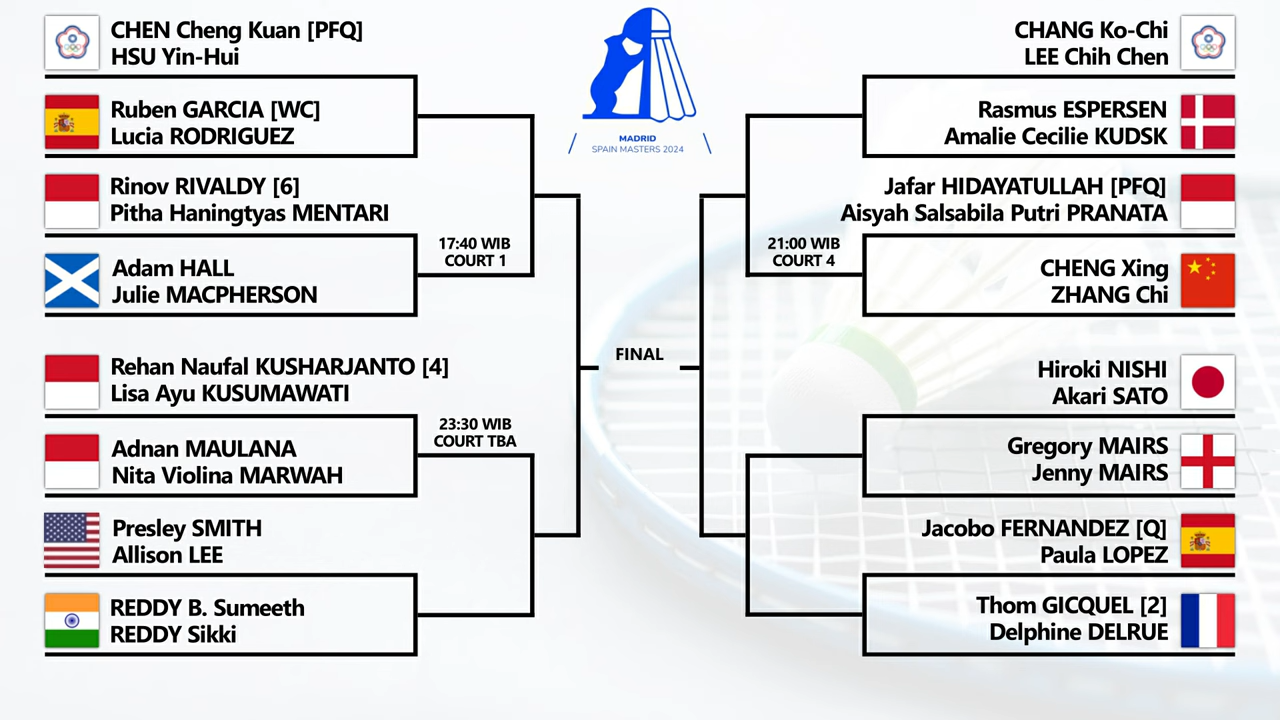 CHEN Cheng Kuan [PFQ]
HSU Yin-Hui
Ruben GARCIA [WC]
Lucia RODRIGUEZ
Rinov RIVALDY [6]
Pitha Haningtyas MENTARI
17:40 WIB
COURT 1
Adam HALL
Julie MACPHERSON
Rehan Naufal KUSHARJANTO [4]
Lisa Ayu KUSUMAWATI
23:30 WIB
COURT TBA
Adnan MAULANA
Nita Violina MARWAH
Presley SMITH
Allison LEE
REDDY B. Sumeeth
REDDY Sikki
MADRID
SPAIN MASTERS 2024
FINAL
CHANG Ko-Chi
LEE Chih Chen
Rasmus ESPERSEN
Amalie Cecilie KUDSK
Jafar HIDAYATULLAH [PFQ]
Aisyah Salsabila Putri PRANATA
21:00 WIB
COURT 4
CHENG Xing
ZHANG Chi
Hiroki NISHI
Akari SATO
Gregory MAIRS
Jenny MAIRS
Jacobo FERNANDEZ [Q]
Paula LOPEZ
Thom GICQUEL [2]
Delphine DELRUE